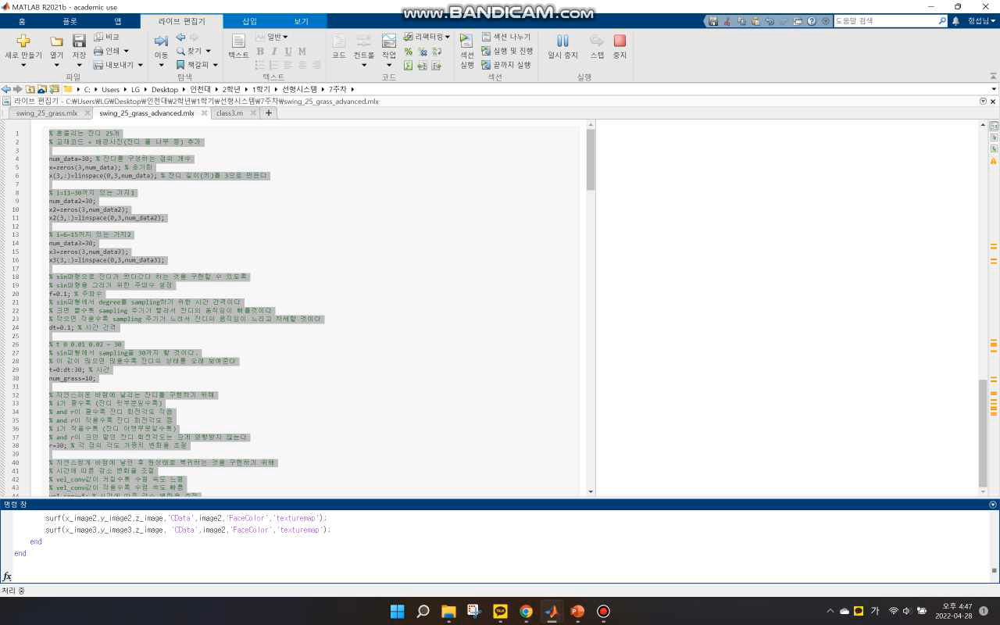 MATLAB R2021b - academic use
www.BANDICAM.com
홈 플롯 앱 라이브 편집기 삽입 보기
도움말 검색
형섭님
새로 만들기 열기 저장 비교 인쇄 내보내기
파일
이동 찾기 책갈피
탐색
텍스트 일반
B I U M
텍스트
코드 컨트롤 작업 리팩터링
코드
섹션 실행 섹션 나누기 실행 및 진행 끝까지 실행
섹션
일시 중지 스텝 중지
실행
C: Users LG Desktop 인천대 2학년 1학기 선형시스템 7주차
라이브 편집기 - C:₩Users₩LG₩Desktop₩인천대₩2학년₩1학기₩선형시스템₩7주차₩swing_25_grass_advanced.mlx
swing_25_grass.mlx swing_25_grass_advanced.mlx class3.m
1 % 흔들리는 잔디 25개
2 % 교재코드 + 배경사진(잔디 풀 나무 등) 추가
3
4 num_data=30; % 잔디를 구성하는 점의 개수
5 x=zeros(3,num_data); % 초기화
6 x(3,:)=linspace(0,3,num_data); % 잔디 길이(키)를 3으로 만든다
7
8 % i=11~30까지 있는 가지1
9 num_data2=30;
10 x2=zeros(3,num_data2);
11 x2(3,:)=linspace(0,3,num_data2);
12
13 % i=6~15까지 있는 가지2
14 num_data3=30;
15 x3=zeros(3,num_data3);
16 x3(3,:)=linspace(0,3,num_data3);
17
18 % sin파형으로 잔디가 왔다갔다 하는 것을 구현할 수 있도록
19 % sin파형을 그리기 위한 주파수 설정
20 f=0.1; % 주파수
21 % sin파형에서 degree를 sampling하기 위한 시간 간격이다
22 % 크면 클수록 sampling 주기가 빨라서 잔디의 움직임이 빠를것이다
23 % 작으면 작을수록 sampling 주기가 느려서 잔디의 움직임이 느리고 자세할 것이다
24 dt=0.1; % 시간 간격
25
26 % t 0 0.01 0.02 ~ 30
27 % sin파형에서 sampling을 30까지 할 것이다.
28 % 이 값이 많으면 많을수록 잔디의 상태를 오래 보여준다
29 t=0:dt:30; % 시간
30 num_grass=10;
31
32 % 자연스러운 바람에 날리는 잔디를 구현하기 위해
33 % i가 클수록 (잔디 윗부분일수록)
34 % and r이 클수록 잔디 회전각도 작음
35 % and r이 작을수록 잔디 회전각도 큼
36 % i가 작을수록 (잔디 아랫부분일수록)
37 % and r이 크던 말던 잔디 회전각도는 크게 영향받지 않는다
38 r=30; % 각 점의 각도 가중치 변화율 조절
39
40 % 자연스럽게 바람에 날린 후 원상태로 복귀하는 것을 구현하기 위해
41 % 시간에 따른 감소 변화율 조절
42 % vel_conv값이 커질수록 수렴 속도 느림
43 % vel_conv값이 작을수록 수렴 속도 빠름
44
명령 창
surf(x_image2,y_image2,z_image,'CData',image2,'FaceColor','texturemap');
surf(x_image3,y_image3,z_image, 'CData',image2,'FaceColor','texturemap');
end
end
fx
처리 중
TALK
가
오후 4:47
2022-04-28
1